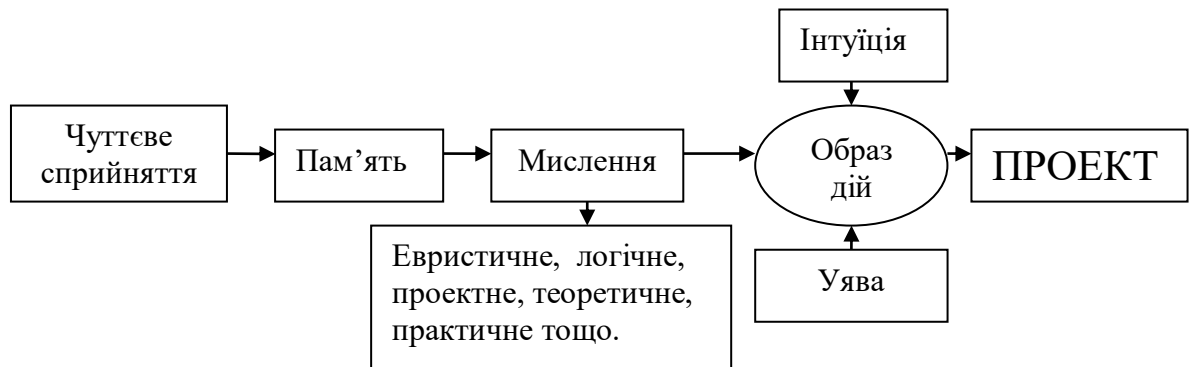 Інтуїція
Чуттєве
сприйняття
Пам’ять
Мислення
Образ
дій
ПРОЕКТ
Евристичне, логічне,
проектне, теоретичне,
практичне тощо.
Уява